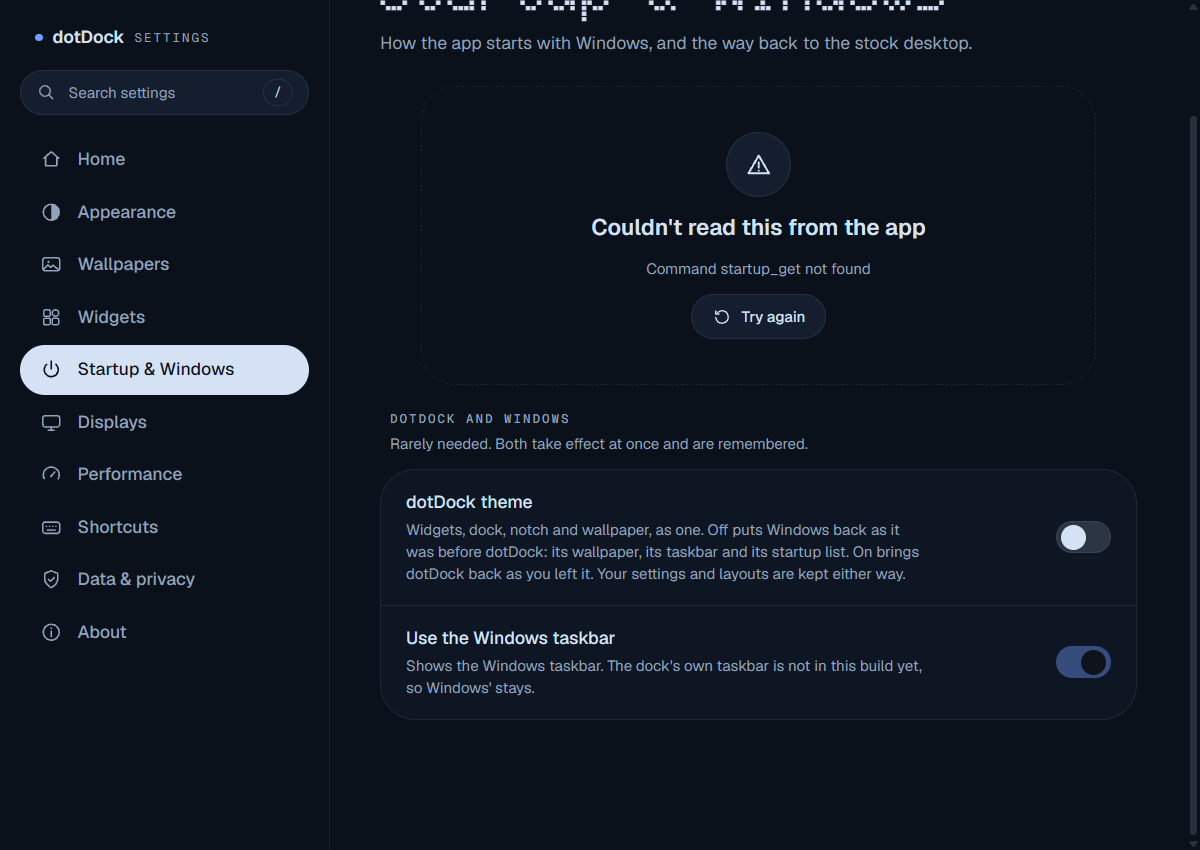 dotDock SETTINGS
Search settings /
Home
Appearance
Wallpapers
Widgets
Startup & Windows
Displays
Performance
Shortcuts
Data & privacy
About
How the app starts with Windows, and the way back to the stock desktop.
Couldn't read this from the app
Command startup_get not found
Try again
DOTDOCK AND WINDOWS
Rarely needed. Both take effect at once and are remembered.
dotDock theme
Widgets, dock, notch and wallpaper, as one. Off puts Windows back as it
was before dotDock: its wallpaper, its taskbar and its startup list. On brings
dotDock back as you left it. Your settings and layouts are kept either way.
Use the Windows taskbar
Shows the Windows taskbar. The dock's own taskbar is not in this build yet,
so Windows' stays.